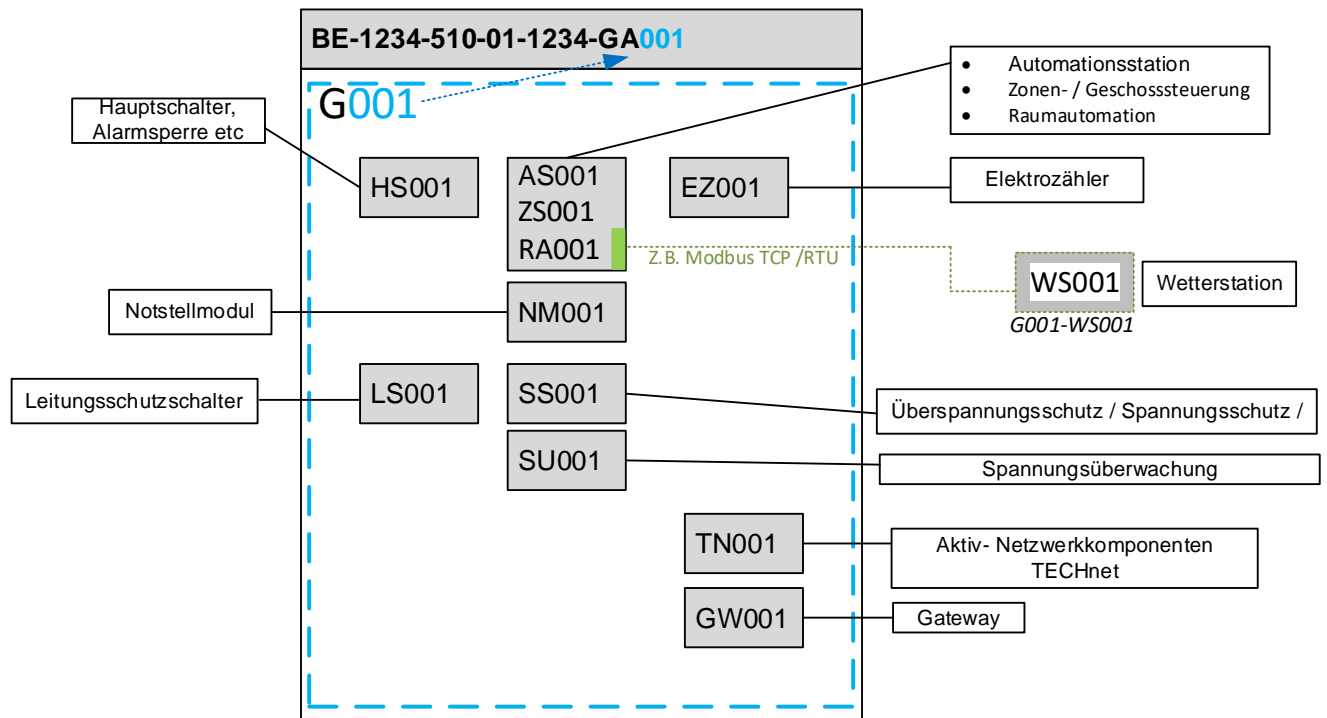 BE-1234-510-01-1234-GA001
G001
• Automationsstation
• Zonen- / Geschosssteuerung
• Raumautomation
Hauptschalter,
Alarmsperre etc
HS001
AS001
ZS001
RA001
EZ001
Elektrozähler
Z.B. Modbus TCP /RTU
WS001
G001-WS001
Wetterstation
Notstellmodul
NM001
Leitungsschutzschalter
LS001
SS001
Überspannungsschutz / Spannungsschutz /
SU001
Spannungsüberwachung
TN001
Aktiv- Netzwerkkomponenten
TECHnet
GW001
Gateway